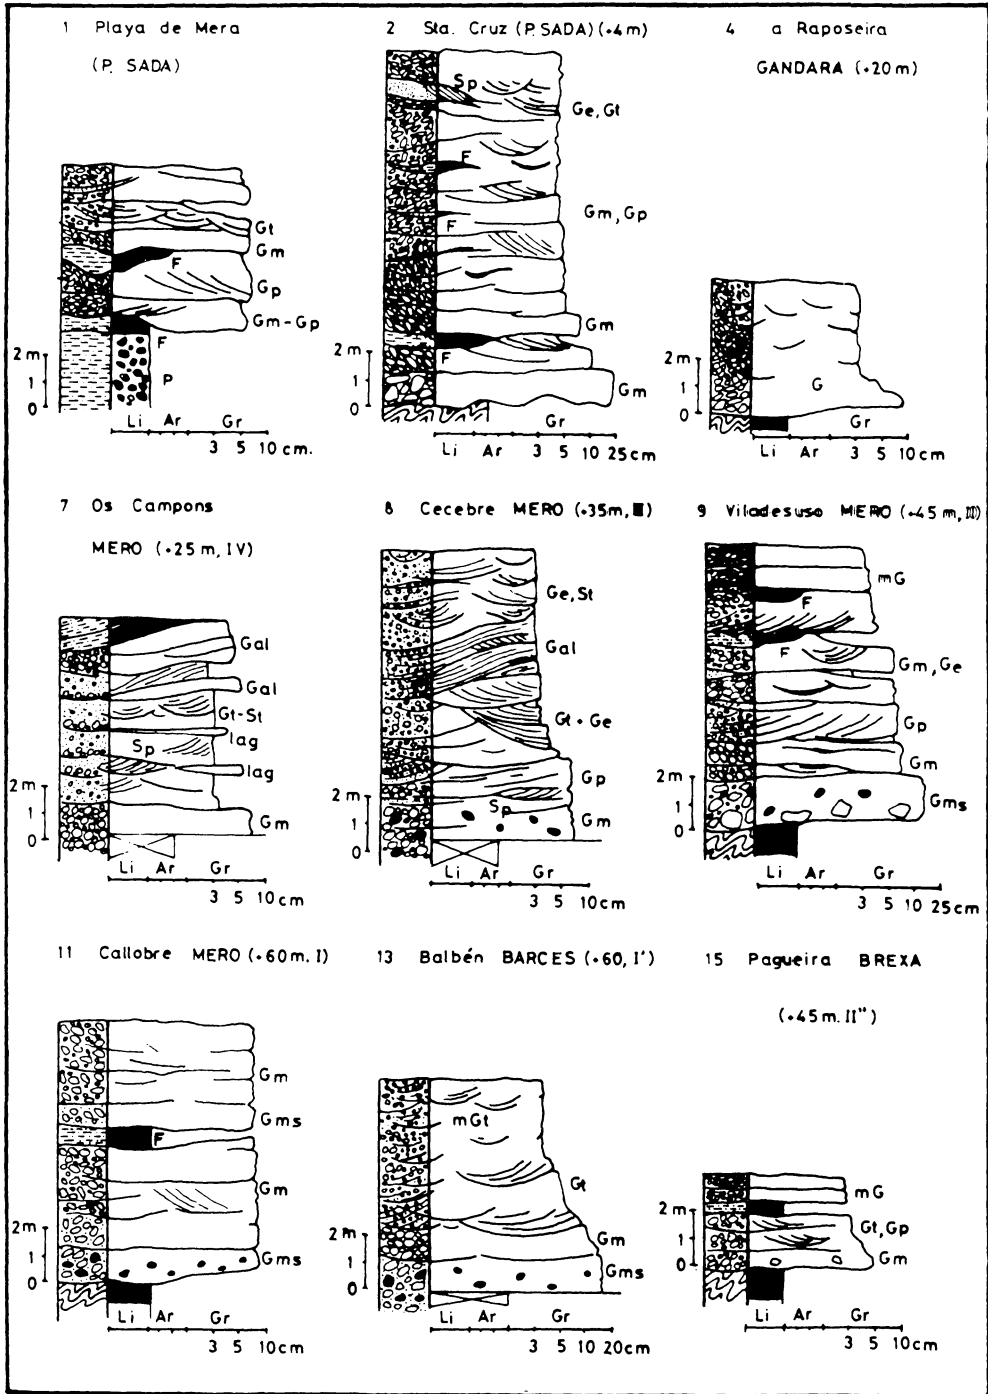 1 Playa de Mera
(P. SADA)
Gt
Gm
F
Gp
Gm-Gp
F
P
2m
1
0
Li Ar Gr
3 5 10cm.
2 Sta. Cruz (P. SADA) (+4m)
Sp
Ge, Gt
F
Gm, Gp
F
Gm
F
Gm
2m
1
0
Li Ar Gr
3 5 10 25cm
4 a Raposeira
GANDARA (+20m)
G
2m
1
0
Li Ar Gr
3 5 10cm
7 Os Campons
MERO (+25m, IV)
Gal
Gal
Gt-St
lag
Sp
lag
Gm
2m
1
0
Li Ar Gr
3 5 10cm
8 Cecebre MERO (+35m, III)
Ge, St
Gal
Gt + Ge
Gp
Sp
Gm
2m
1
0
Li Ar Gr
3 5 10cm
9 Viladesuso MERO (+45m, III)
mG
F
F
Gm, Ge
Gp
Gm
Gms
2m
1
0
Li Ar Gr
3 5 10 25cm
11 Callobre MERO (+60m. I)
Gm
Gms
F
Gm
Gms
2m
1
0
Li Ar Gr
3 5 10cm
13 Balbén BARCES (+60, I')
mGt
Gt
Gm
Gms
2m
1
0
Li Ar Gr
3 5 10 20cm
15 Pagueira BREXA
(+45m. II")
mG
Gt, Gp
Gm
2m
1
0
Li Ar Gr
3 5 10cm